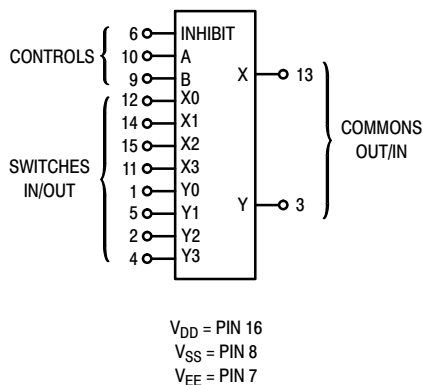 CONTROLS
6 INHIBIT
10 A
9 B
SWITCHES
IN/OUT
12 X0
14 X1
15 X2
11 X3
1 Y0
5 Y1
2 Y2
4 Y3
X 13
Y 3
COMMONS
OUT/IN
VDD = PIN 16
VSS = PIN 8
VEE = PIN 7